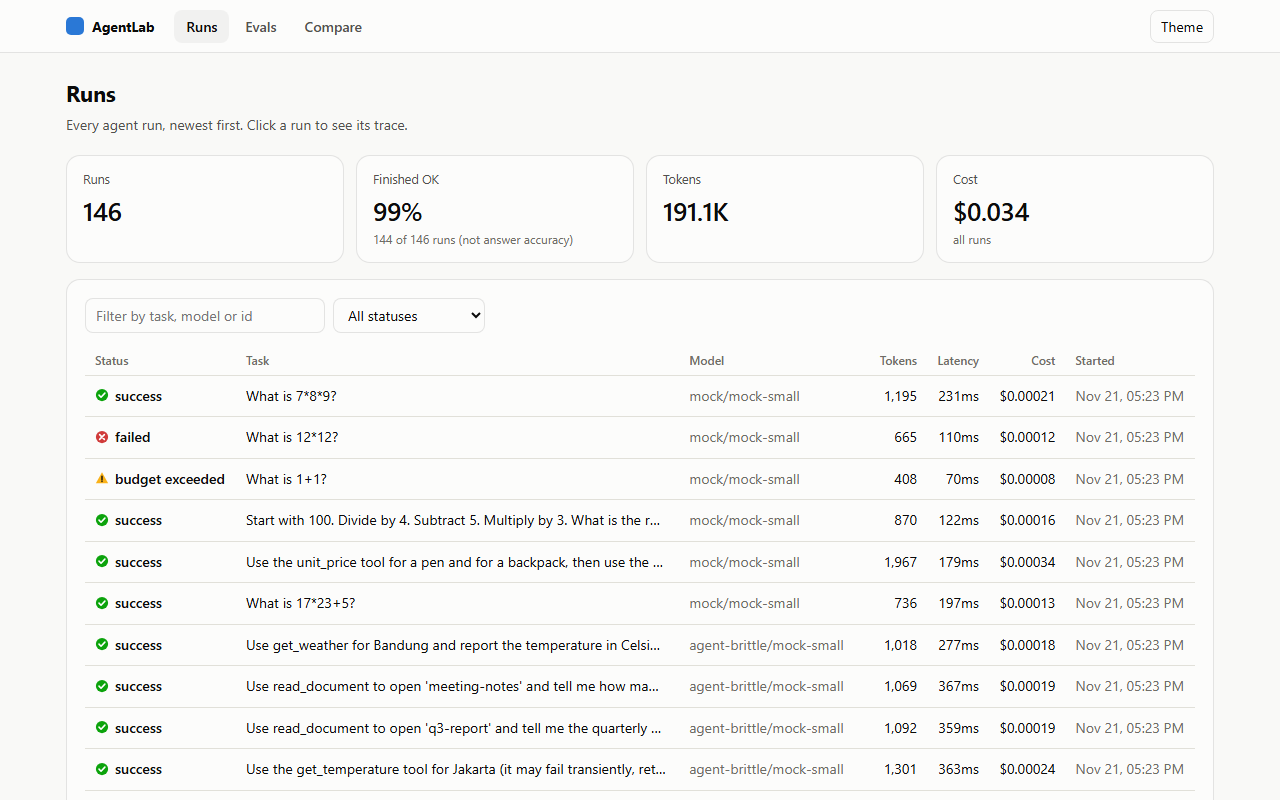 AgentLab Runs Evals Compare Theme
Runs
Every agent run, newest first. Click a run to see its trace.
Runs Finished OK Tokens Cost
146 99% 191.1K $0.034
144 of 146 runs (not answer accuracy) all runs
Filter by task, model or id All statuses
Status Task Model Tokens Latency Cost Started
success What is 7*8*9? mock/mock-small 1,195 231ms $0.00021 Nov 21, 05:23 PM
failed What is 12*12? mock/mock-small 665 110ms $0.00012 Nov 21, 05:23 PM
budget exceeded What is 1+1? mock/mock-small 408 70ms $0.00008 Nov 21, 05:23 PM
success Start with 100. Divide by 4. Subtract 5. Multiply by 3. What is the r... mock/mock-small 870 122ms $0.00016 Nov 21, 05:23 PM
success Use the unit_price tool for a pen and for a backpack, then use the ... mock/mock-small 1,967 179ms $0.00034 Nov 21, 05:23 PM
success What is 17*23+5? mock/mock-small 736 197ms $0.00013 Nov 21, 05:23 PM
success Use get_weather for Bandung and report the temperature in Celsi... agent-brittle/mock-small 1,018 277ms $0.00018 Nov 21, 05:23 PM
success Use read_document to open 'meeting-notes' and tell me how ma... agent-brittle/mock-small 1,069 367ms $0.00019 Nov 21, 05:23 PM
success Use read_document to open 'q3-report' and tell me the quarterly ... agent-brittle/mock-small 1,092 359ms $0.00019 Nov 21, 05:23 PM
success Use the get_temperature tool for Jakarta (it may fail transiently, ret... agent-brittle/mock-small 1,301 363ms $0.00024 Nov 21, 05:23 PM